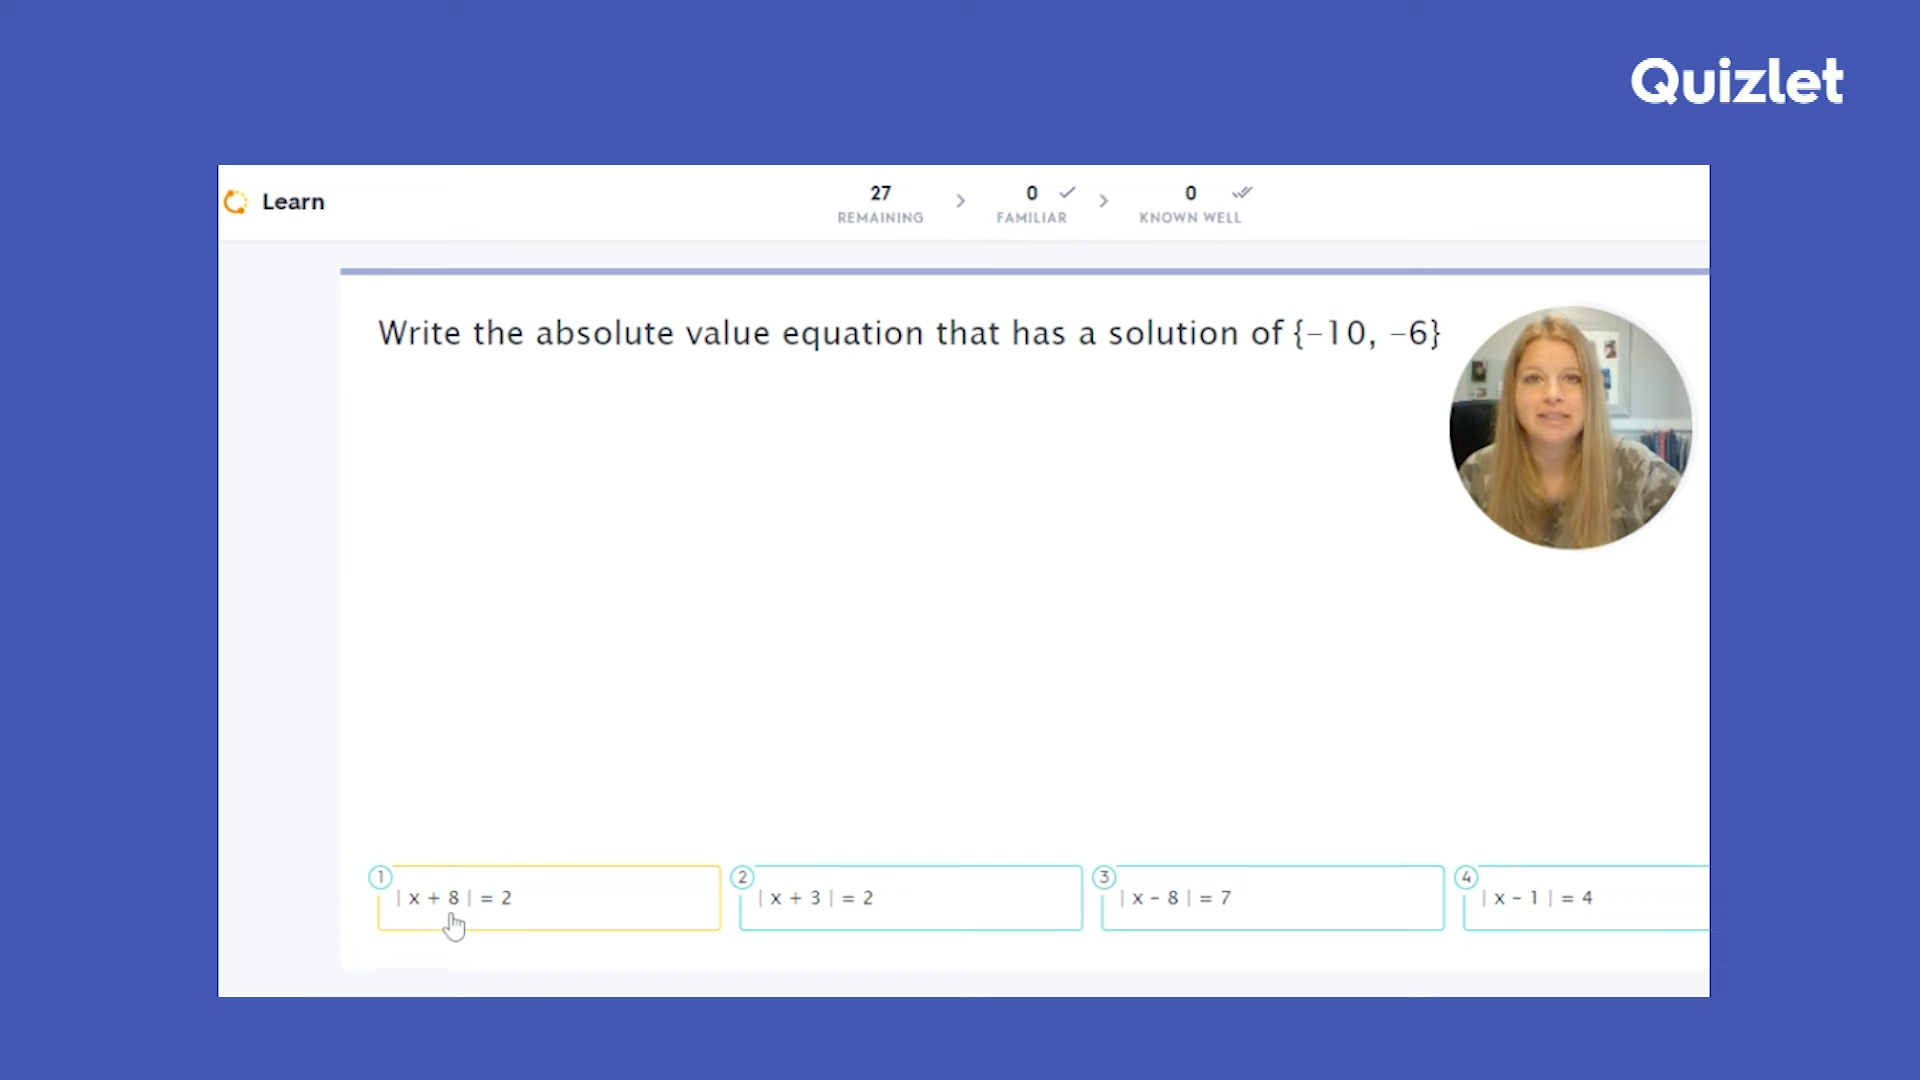 Quizlet
Learn
27
REMAINING
0
FAMILIAR
0
KNOWN WELL
Write the absolute value equation that has a solution of {−10, −6}
1
| x + 8 | = 2
2
| x + 3 | = 2
3
| x − 8 | = 7
4
| x − 1 | = 4